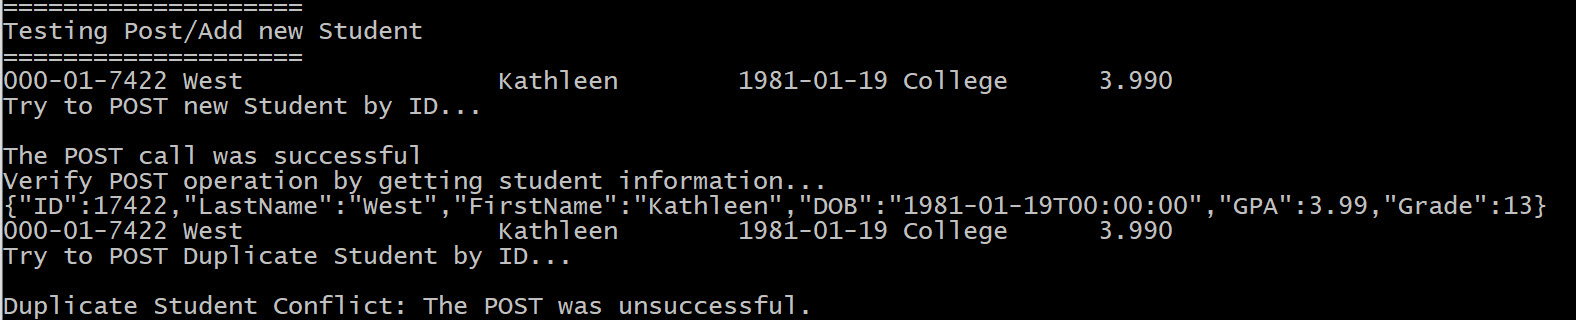 ====================
Testing Post/Add new Student
====================
000-01-7422 West                 Kathleen        1981-01-19 College      3.990
Try to POST new Student by ID...

The POST call was successful
Verify POST operation by getting student information...
{"ID":17422,"LastName":"West","FirstName":"Kathleen","DOB":"1981-01-19T00:00:00","GPA":3.99,"Grade":13}
000-01-7422 West                 Kathleen        1981-01-19 College      3.990
Try to POST Duplicate Student by ID...

Duplicate Student Conflict: The POST was unsuccessful.